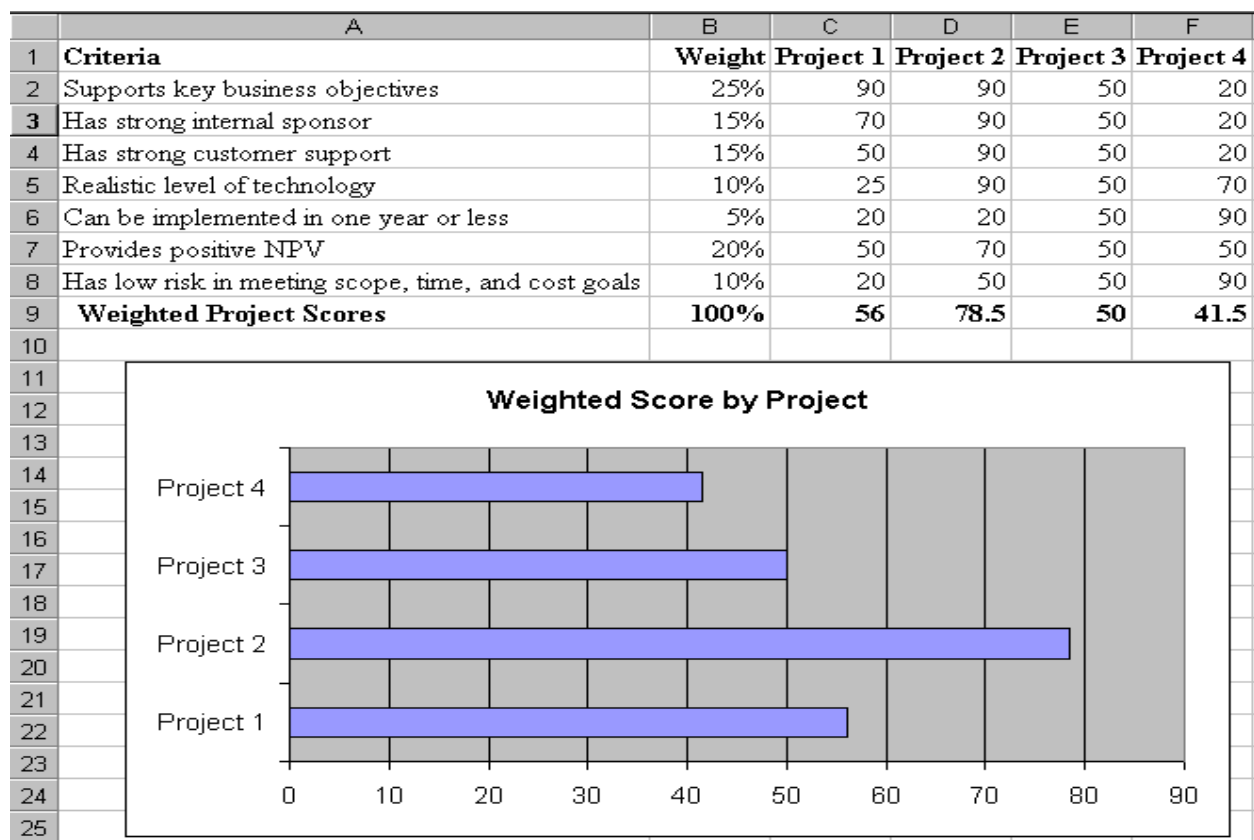 A B C D E F
1 Criteria Weight Project 1 Project 2 Project 3 Project 4
2 Supports key business objectives 25% 90 90 50 20
3 Has strong internal sponsor 15% 70 90 50 20
4 Has strong customer support 15% 50 90 50 20
5 Realistic level of technology 10% 25 90 50 70
6 Can be implemented in one year or less 5% 20 20 50 90
7 Provides positive NPV 20% 50 70 50 50
8 Has low risk in meeting scope, time, and cost goals 10% 20 50 50 90
9 Weighted Project Scores 100% 56 78.5 50 41.5
10
11
12 Weighted Score by Project
13
14 Project 4
15
16
17 Project 3
18
19 Project 2
20
21
22 Project 1
23
24 0 10 20 30 40 50 60 70 80 90
25